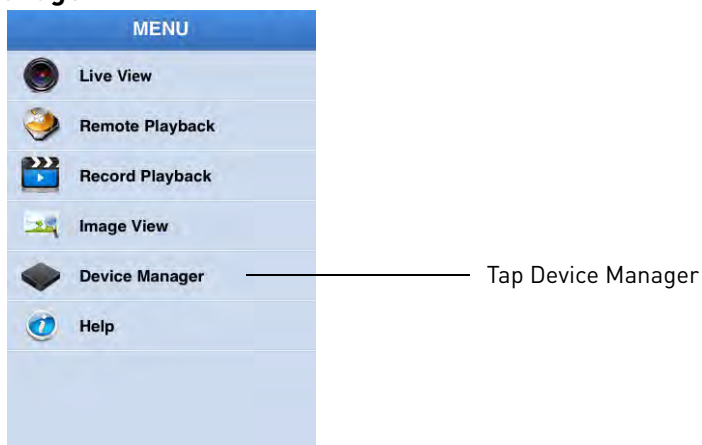 MENU
Live View
Remote Playback
Record Playback
Image View
Device Manager
Tap Device Manager
Help